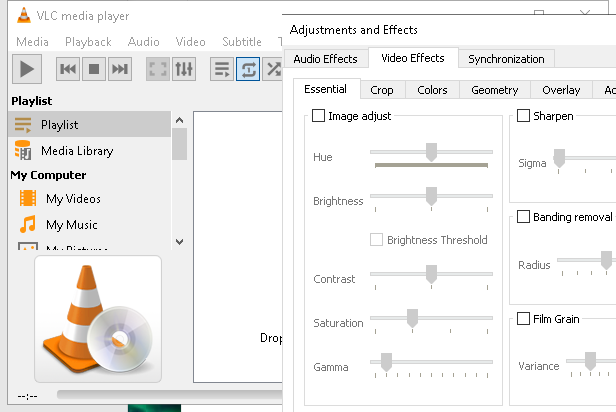 VLC media player
Media Playback Audio Video Subtitle
Playlist
Playlist
Media Library
My Computer
My Videos
My Music
My Pictures
Drop
--:--
Adjustments and Effects
Audio Effects Video Effects Synchronization
Essential Crop Colors Geometry Overlay
Image adjust
Hue
Brightness
Brightness Threshold
Contrast
Saturation
Gamma
Sharpen
Sigma
Banding removal
Radius
Film Grain
Variance